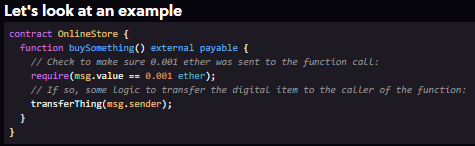 Let's look at an example
contract OnlineStore {
  function buySomething() external payable {
    // Check to make sure 0.001 ether was sent to the function call:
    require(msg.value == 0.001 ether);
    // If so, some logic to transfer the digital item to the caller of the function:
    transferThing(msg.sender);
  }
}